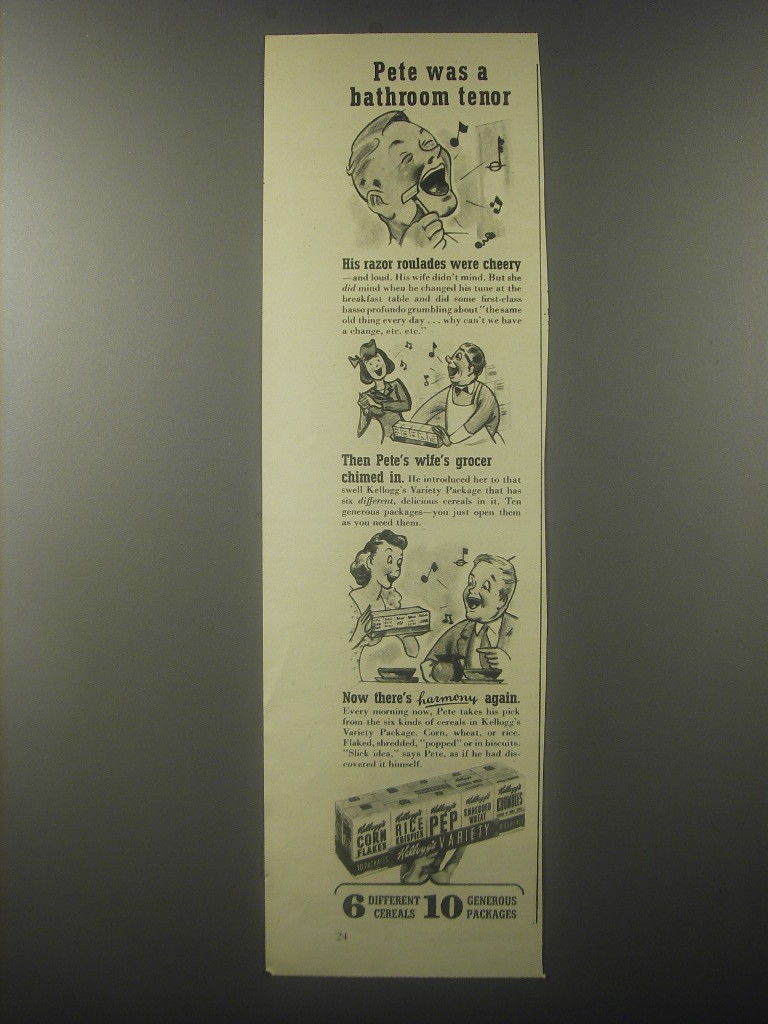 Pete was a
bathroom tenor
His razor roulades were cheery
—and loud. His wife didn't mind. But she
did mind when he changed his tune at the
breakfast table and did some first-class
basso profundo grumbling about "the same
old thing every day . . . why can't we have
a change, etc. etc."
Then Pete's wife's grocer
chimed in. He introduced her to that
swell Kellogg's Variety Package that has
six different, delicious cereals in it. Ten
generous packages—you just open them
as you need them.
Now there's harmony again.
Every morning now, Pete takes his pick
from the six kinds of cereals in Kellogg's
Variety Package. Corn, wheat, or rice.
Flaked, shredded, "popped" or in biscuits.
"Slick idea," says Pete, as if he had dis-
covered it himself.
Kellogg's CORN FLAKES
Kellogg's RICE KRISPIES
Kellogg's PEP
Kellogg's SHREDDED WHEAT
Kellogg's KRUMBLES
10 PACKAGES Kellogg's VARIETY
6 DIFFERENT CEREALS 10 GENEROUS PACKAGES
24